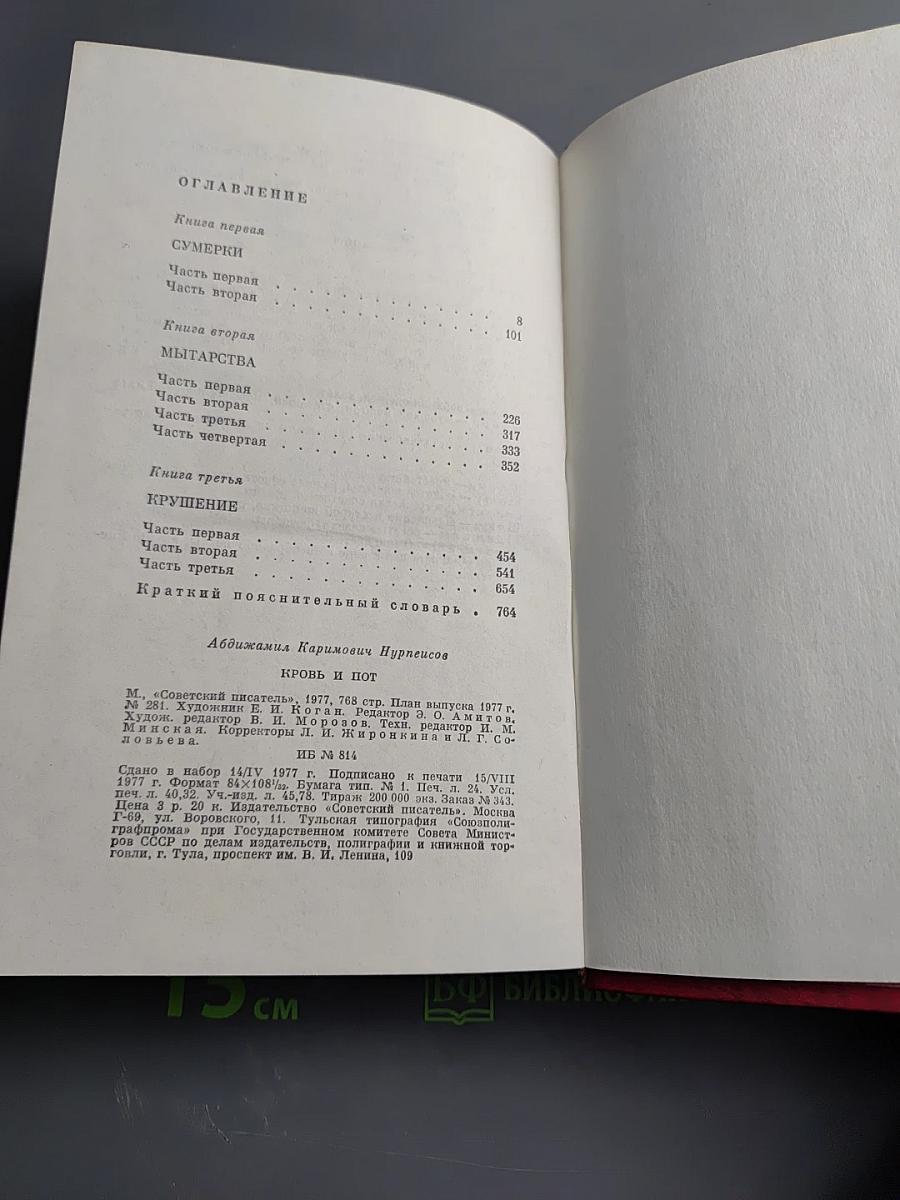 ОГЛАВЛЕНИЕ
Книга первая
СУМЕРКИ
Часть первая . . . . . . . . . . . 8
Часть вторая . . . . . . . . . . . 101
Книга вторая
МЫТАРСТВА
Часть первая . . . . . . . . . . . 226
Часть вторая . . . . . . . . . . . 317
Часть третья . . . . . . . . . . . 333
Часть четвертая . . . . . . . . . . . 352
Книга третья
КРУШЕНИЕ
Часть первая . . . . . . . . . . . 454
Часть вторая . . . . . . . . . . . 541
Часть третья . . . . . . . . . . . 654
Краткий пояснительный словарь . 764
Абдижамил Каримович Нурпеисов
КРОВЬ И ПОТ
М., «Советский писатель», 1977, 768 стр. План выпуска 1977 г.
№ 281. Художник Е. И. Коган. Редактор Э. О. Амитов.
Худож. редактор В. И. Морозов. Техн. редактор И. М.
Минская. Корректоры Л. И. Жиронкина и Л. Г. Со-
ловьева.
ИБ № 814
Сдано в набор 14/IV 1977 г. Подписано к печати 15/VIII
1977 г. Формат 84×108¹/₃₂. Бумага тип. № 1. Печ. л. 24. Усл.
печ. л. 40,32. Уч.-изд. л. 45,78. Тираж 200 000 экз. Заказ № 343.
Цена 3 р. 20 к. Издательство «Советский писатель». Москва
Г-69, ул. Воровского, 11. Тульская типография «Союзполи-
графпрома» при Государственном комитете Совета Минист-
ров СССР по делам издательств, полиграфии и книжной тор-
говли, г. Тула, проспект им. В. И. Ленина, 109
15 см
БФ